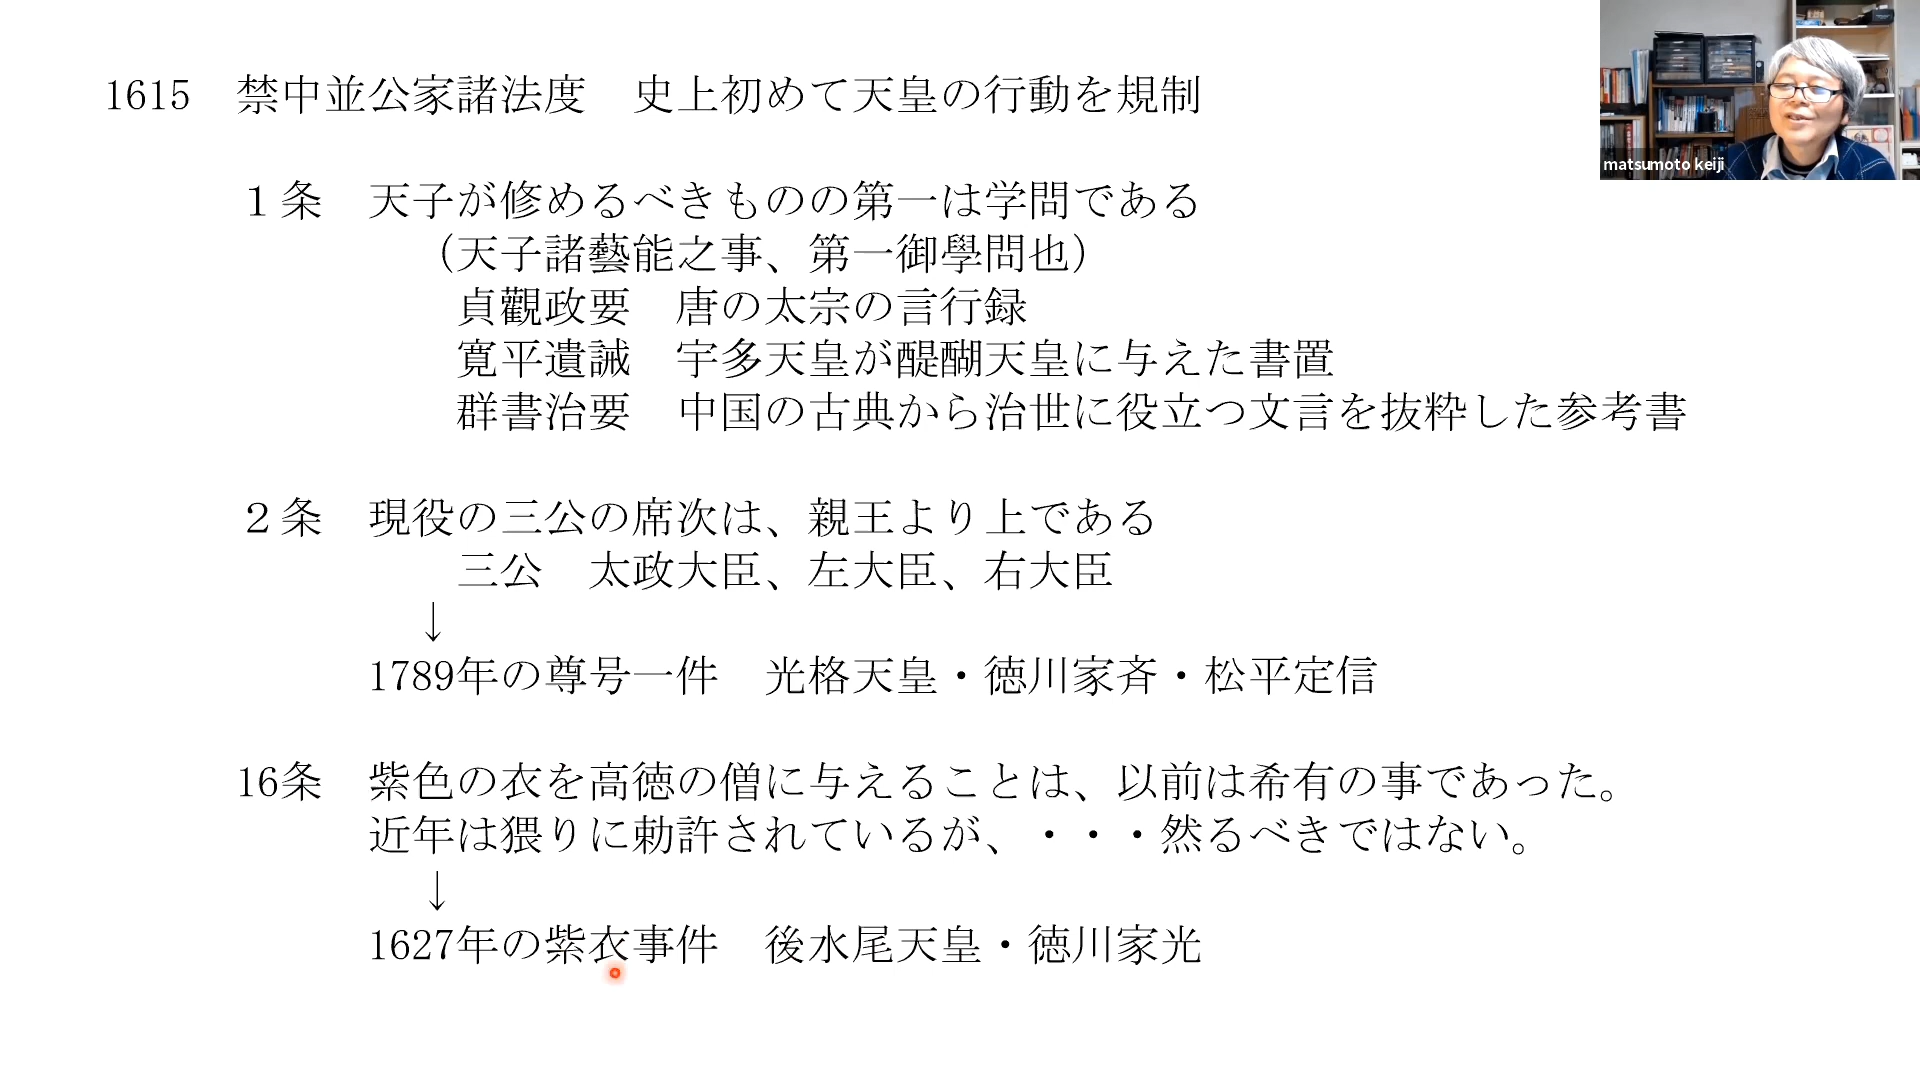 1615　禁中並公家諸法度　史上初めて天皇の行動を規制
matsumoto keiji
１条　天子が修めるべきものの第一は学問である
（天子諸藝能之事、第一御學問也）
貞觀政要　唐の太宗の言行録
寛平遺誡　宇多天皇が醍醐天皇に与えた書置
群書治要　中国の古典から治世に役立つ文言を抜粋した参考書
２条　現役の三公の席次は、親王より上である
三公　太政大臣、左大臣、右大臣
↓
1789年の尊号一件　光格天皇・徳川家斉・松平定信
16条　紫色の衣を高徳の僧に与えることは、以前は希有の事であった。
近年は猥りに勅許されているが、・・・然るべきではない。
↓
1627年の紫衣事件　後水尾天皇・徳川家光